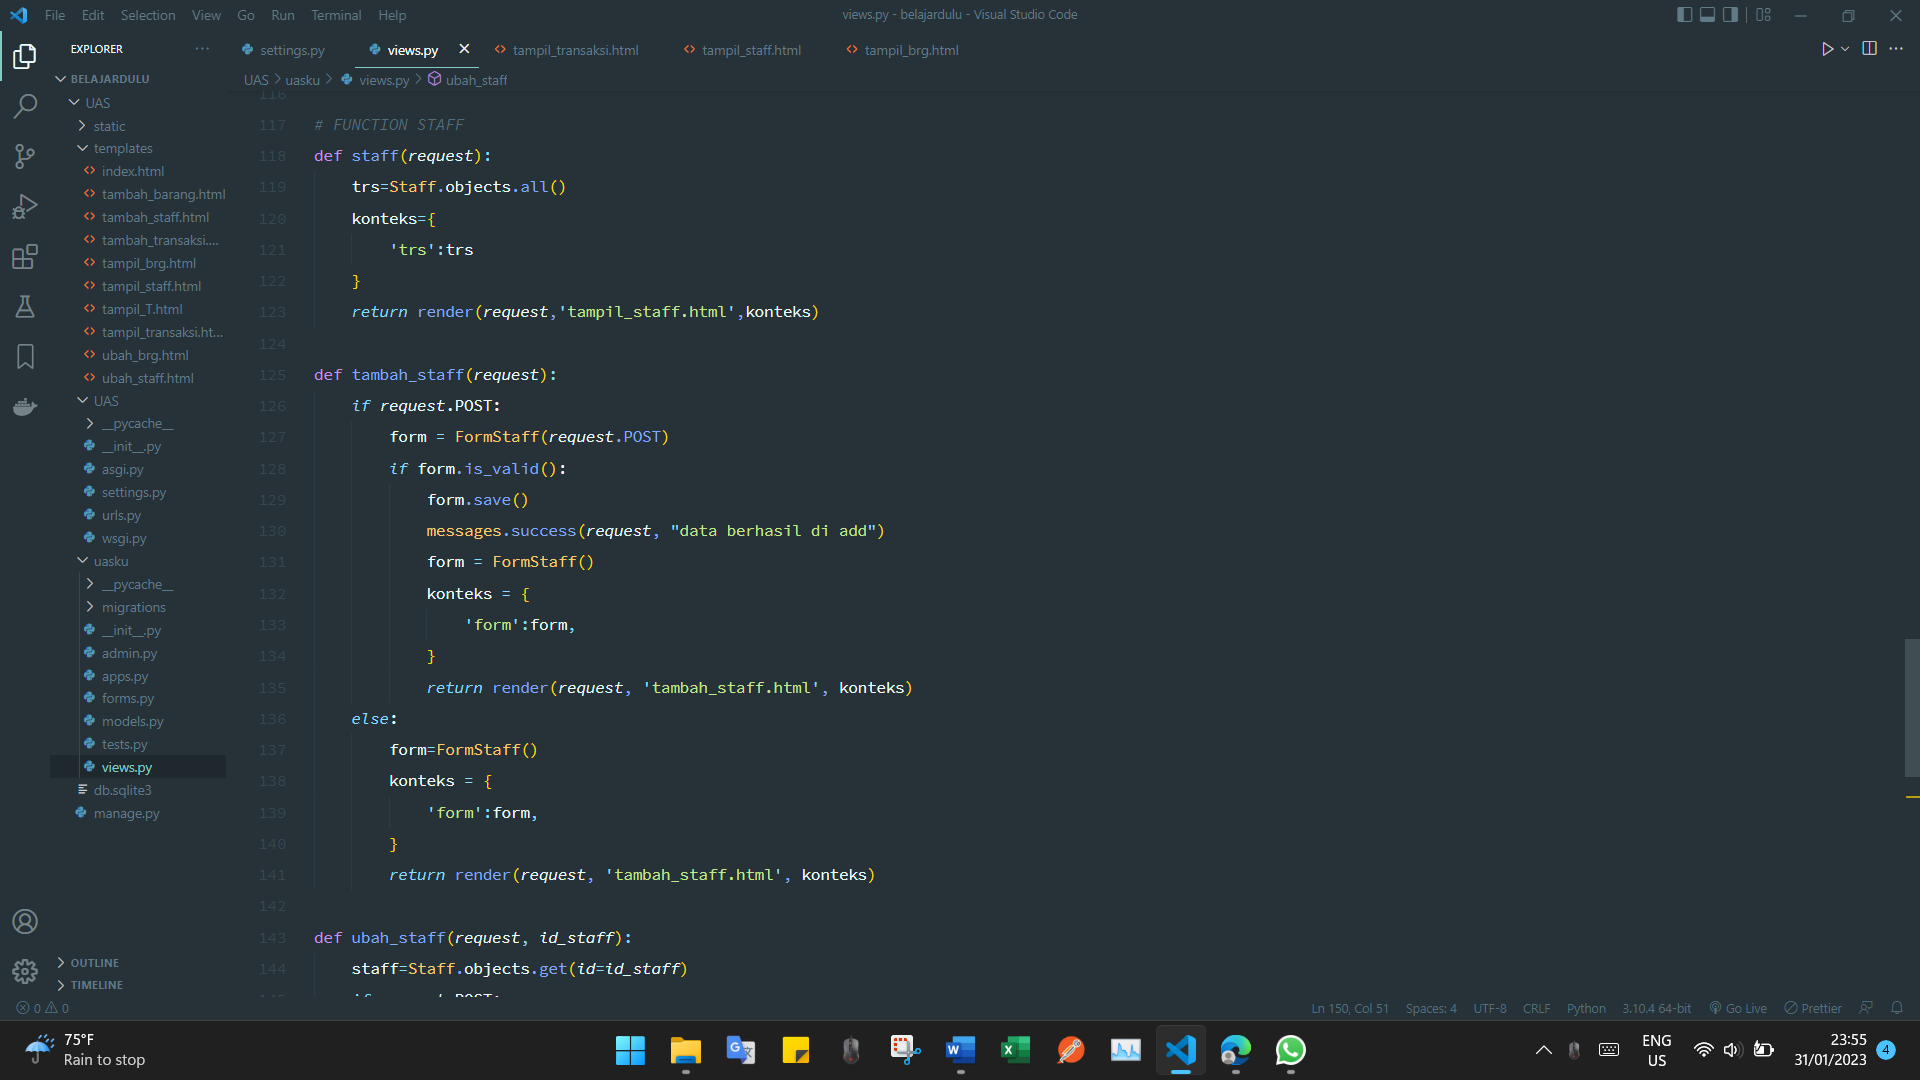 File Edit Selection View Go Run Terminal Help
views.py - belajardulu - Visual Studio Code
EXPLORER
settings.py
views.py
tampil_transaksi.html
tampil_staff.html
tampil_brg.html
UAS > uasku > views.py > ubah_staff
BELAJARDULU
UAS
static
templates
index.html
tambah_barang.html
tambah_staff.html
tambah_transaksi....
tampil_brg.html
tampil_staff.html
tampil_T.html
tampil_transaksi.ht...
ubah_brg.html
ubah_staff.html
UAS
__pycache__
__init__.py
asgi.py
settings.py
urls.py
wsgi.py
uasku
__pycache__
migrations
__init__.py
admin.py
apps.py
forms.py
models.py
tests.py
views.py
db.sqlite3
manage.py
OUTLINE
TIMELINE
116
117 # FUNCTION STAFF
118 def staff(request):
119 trs=Staff.objects.all()
120 konteks={
121 'trs':trs
122 }
123 return render(request,'tampil_staff.html',konteks)
124
125 def tambah_staff(request):
126 if request.POST:
127 form = FormStaff(request.POST)
128 if form.is_valid():
129 form.save()
130 messages.success(request, "data berhasil di add")
131 form = FormStaff()
132 konteks = {
133 'form':form,
134 }
135 return render(request, 'tambah_staff.html', konteks)
136 else:
137 form=FormStaff()
138 konteks = {
139 'form':form,
140 }
141 return render(request, 'tambah_staff.html', konteks)
142
143 def ubah_staff(request, id_staff):
144 staff=Staff.objects.get(id=id_staff)
0 0
Ln 150, Col 51 Spaces: 4 UTF-8 CRLF Python 3.10.4 64-bit Go Live Prettier
75°F
Rain to stop
ENG
US
23:55
31/01/2023
4